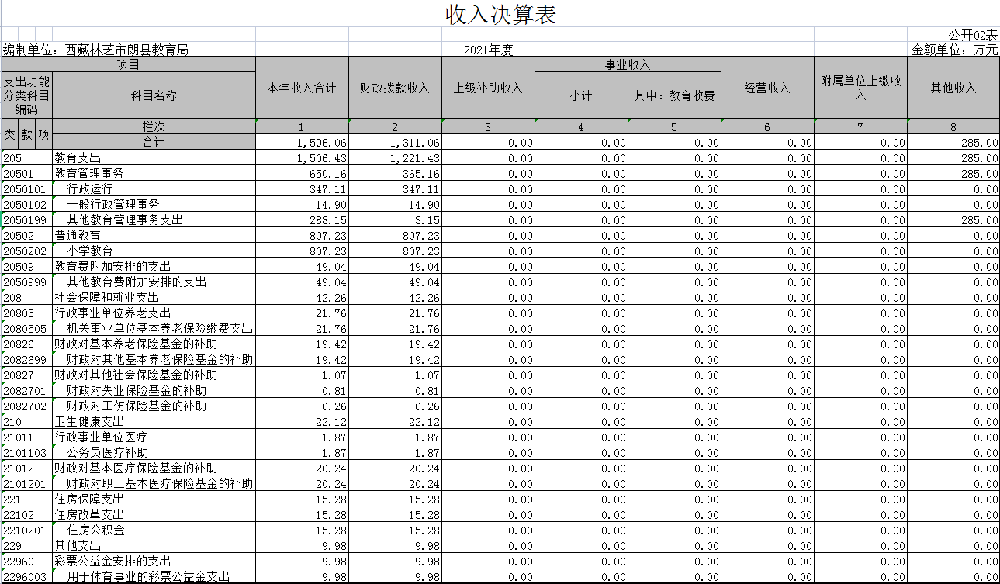 收入决算表
公开02表
编制单位：西藏林芝市朗县教育局 2021年度 金额单位：万元
项目 本年收入合计 财政拨款收入 上级补助收入 事业收入 经营收入 附属单位上缴收入 其他收入
支出功能分类科目编码 科目名称 小计 其中：教育收费
类 款 项 栏次 1 2 3 4 5 6 7 8
合计 1,596.06 1,311.06 0.00 0.00 0.00 0.00 0.00 285.00
205 教育支出 1,506.43 1,221.43 0.00 0.00 0.00 0.00 0.00 285.00
20501 教育管理事务 650.16 365.16 0.00 0.00 0.00 0.00 0.00 285.00
2050101 行政运行 347.11 347.11 0.00 0.00 0.00 0.00 0.00 0.00
2050102 一般行政管理事务 14.90 14.90 0.00 0.00 0.00 0.00 0.00 0.00
2050199 其他教育管理事务支出 288.15 3.15 0.00 0.00 0.00 0.00 0.00 285.00
20502 普通教育 807.23 807.23 0.00 0.00 0.00 0.00 0.00 0.00
2050202 小学教育 807.23 807.23 0.00 0.00 0.00 0.00 0.00 0.00
20509 教育费附加安排的支出 49.04 49.04 0.00 0.00 0.00 0.00 0.00 0.00
2050999 其他教育费附加安排的支出 49.04 49.04 0.00 0.00 0.00 0.00 0.00 0.00
208 社会保障和就业支出 42.26 42.26 0.00 0.00 0.00 0.00 0.00 0.00
20805 行政事业单位养老支出 21.76 21.76 0.00 0.00 0.00 0.00 0.00 0.00
2080505 机关事业单位基本养老保险缴费支出 21.76 21.76 0.00 0.00 0.00 0.00 0.00 0.00
20826 财政对基本养老保险基金的补助 19.42 19.42 0.00 0.00 0.00 0.00 0.00 0.00
2082699 财政对其他基本养老保险基金的补助 19.42 19.42 0.00 0.00 0.00 0.00 0.00 0.00
20827 财政对其他社会保险基金的补助 1.07 1.07 0.00 0.00 0.00 0.00 0.00 0.00
2082701 财政对失业保险基金的补助 0.81 0.81 0.00 0.00 0.00 0.00 0.00 0.00
2082702 财政对工伤保险基金的补助 0.26 0.26 0.00 0.00 0.00 0.00 0.00 0.00
210 卫生健康支出 22.12 22.12 0.00 0.00 0.00 0.00 0.00 0.00
21011 行政事业单位医疗 1.87 1.87 0.00 0.00 0.00 0.00 0.00 0.00
2101103 公务员医疗补助 1.87 1.87 0.00 0.00 0.00 0.00 0.00 0.00
21012 财政对基本医疗保险基金的补助 20.24 20.24 0.00 0.00 0.00 0.00 0.00 0.00
2101201 财政对职工基本医疗保险基金的补助 20.24 20.24 0.00 0.00 0.00 0.00 0.00 0.00
221 住房保障支出 15.28 15.28 0.00 0.00 0.00 0.00 0.00 0.00
22102 住房改革支出 15.28 15.28 0.00 0.00 0.00 0.00 0.00 0.00
2210201 住房公积金 15.28 15.28 0.00 0.00 0.00 0.00 0.00 0.00
229 其他支出 9.98 9.98 0.00 0.00 0.00 0.00 0.00 0.00
22960 彩票公益金安排的支出 9.98 9.98 0.00 0.00 0.00 0.00 0.00 0.00
2296003 用于体育事业的彩票公益金支出 9.98 9.98 0.00 0.00 0.00 0.00 0.00 0.00